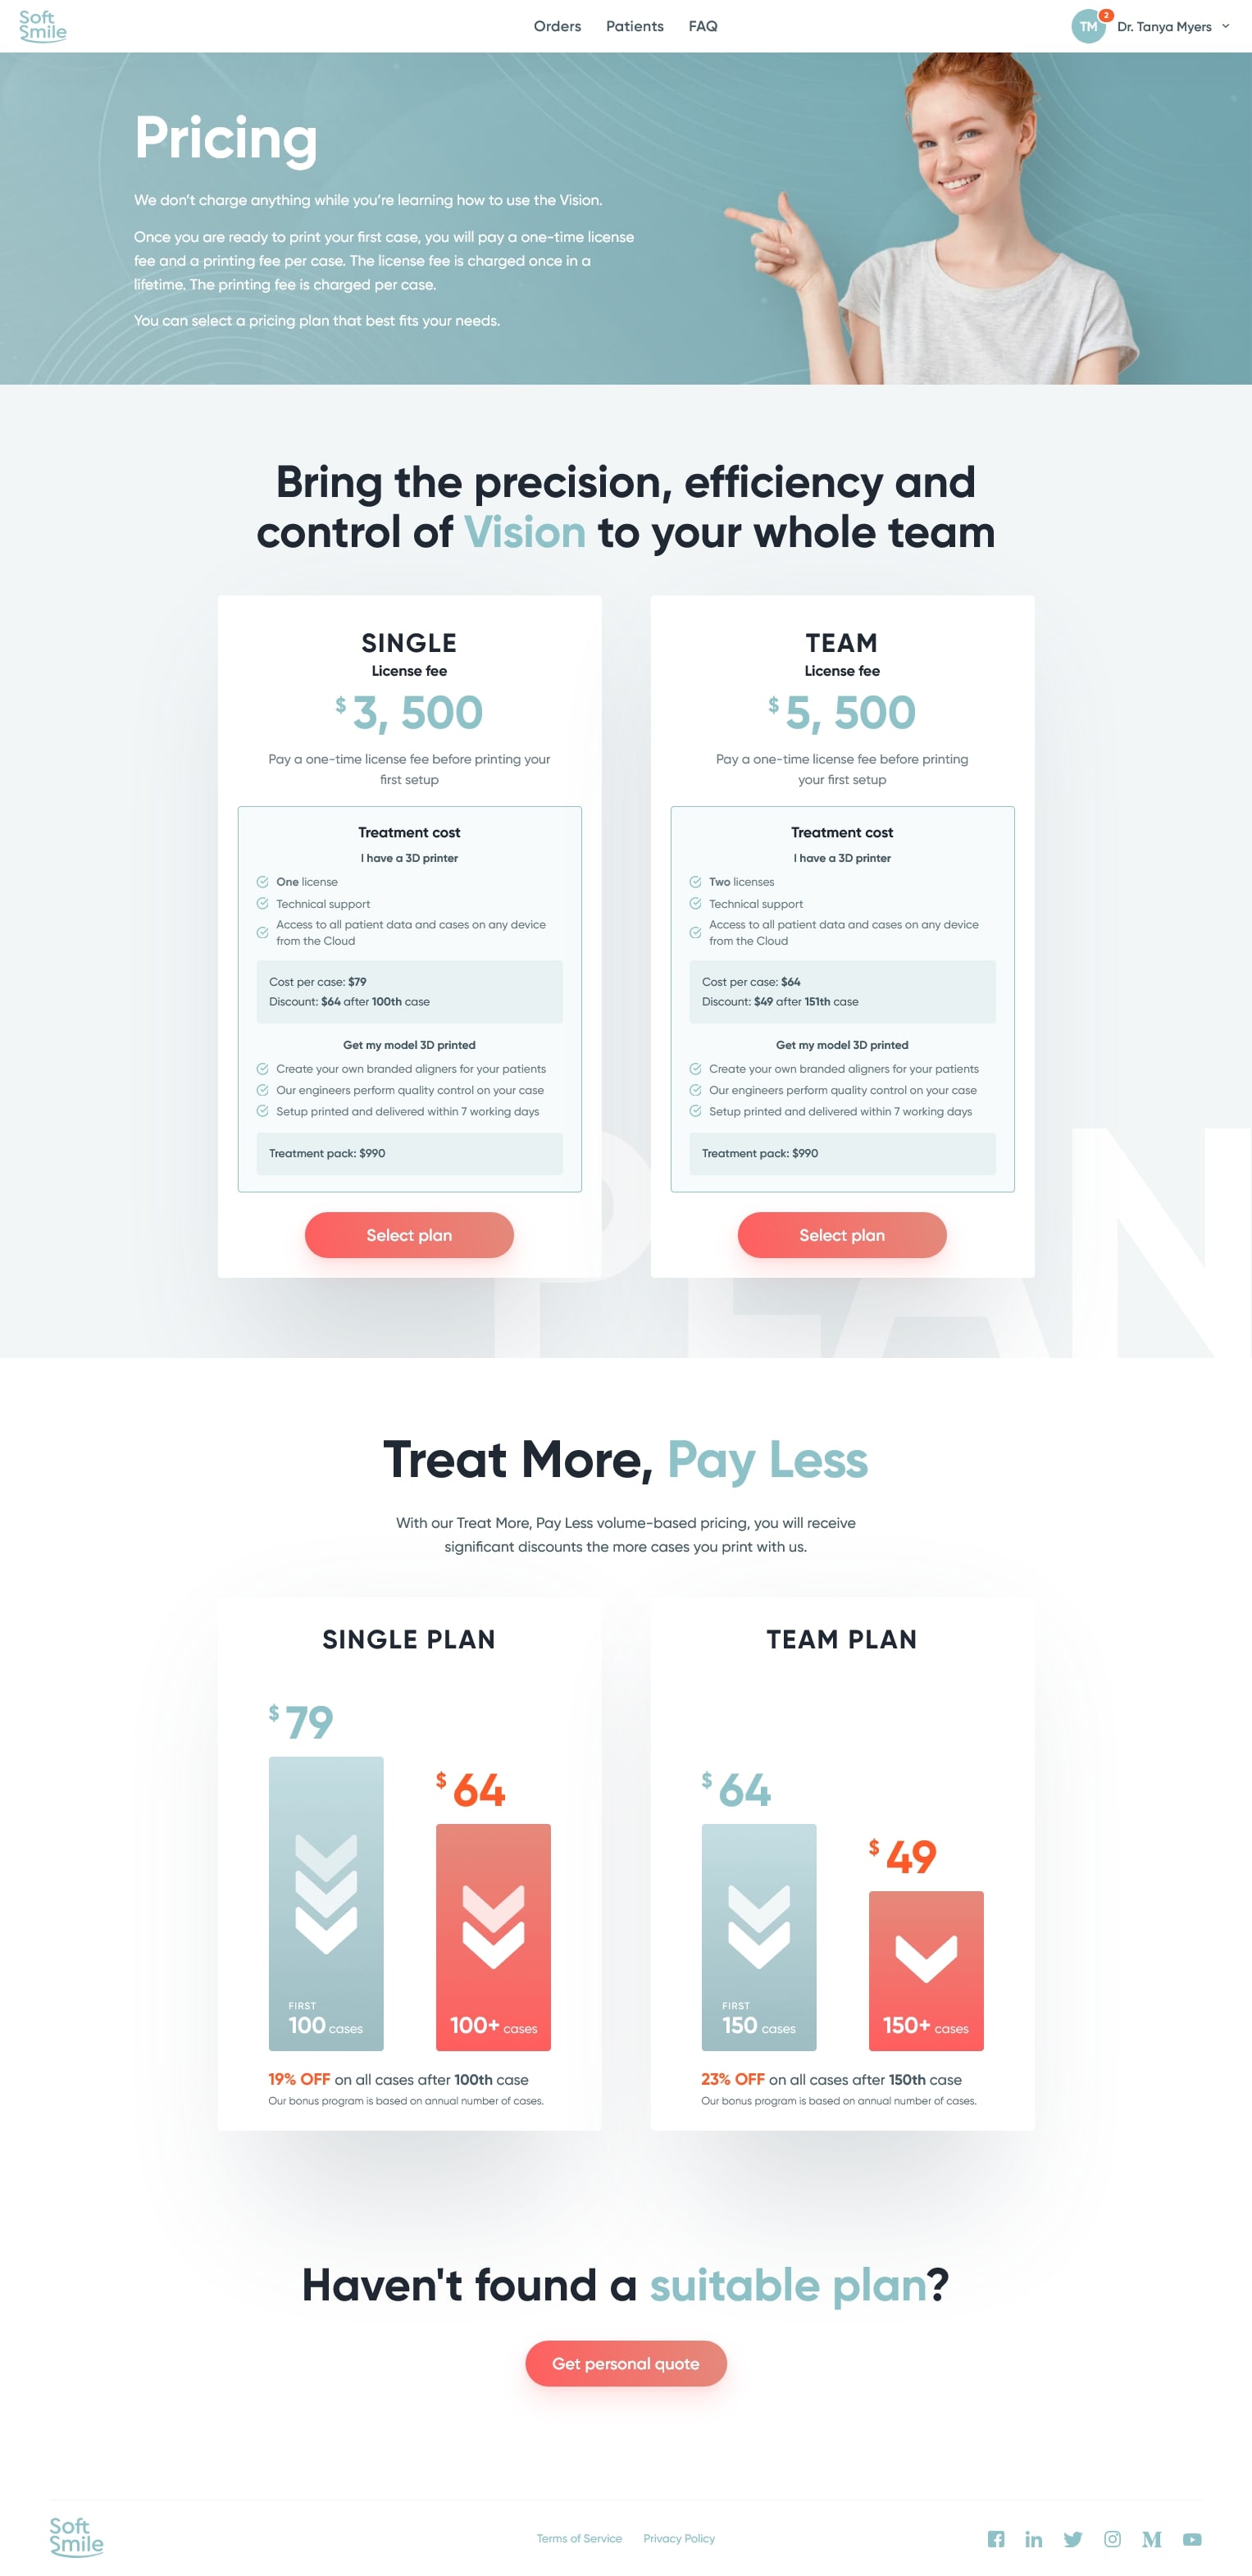 Soft
Smile
Orders Patients FAQ
TM
2
Dr. Tanya Myers
Pricing
We don’t charge anything while you’re learning how to use the Vision.
Once you are ready to print your first case, you will pay a one-time license
fee and a printing fee per case. The license fee is charged once in a
lifetime. The printing fee is charged per case.
You can select a pricing plan that best fits your needs.
Bring the precision, efficiency and
control of Vision to your whole team
SINGLE
License fee
$ 3, 500
Pay a one-time license fee before printing your
first setup
Treatment cost
I have a 3D printer
One license
Technical support
Access to all patient data and cases on any device
from the Cloud
Cost per case: $79
Discount: $64 after 100th case
Get my model 3D printed
Create your own branded aligners for your patients
Our engineers perform quality control on your case
Setup printed and delivered within 7 working days
Treatment pack: $990
Select plan
TEAM
License fee
$ 5, 500
Pay a one-time license fee before printing
your first setup
Treatment cost
I have a 3D printer
Two licenses
Technical support
Access to all patient data and cases on any device
from the Cloud
Cost per case: $64
Discount: $49 after 151th case
Get my model 3D printed
Create your own branded aligners for your patients
Our engineers perform quality control on your case
Setup printed and delivered within 7 working days
Treatment pack: $990
Select plan
PLAN
Treat More, Pay Less
With our Treat More, Pay Less volume-based pricing, you will receive
significant discounts the more cases you print with us.
SINGLE PLAN
$ 79
$ 64
FIRST
100 cases
100+ cases
19% OFF on all cases after 100th case
Our bonus program is based on annual number of cases.
TEAM PLAN
$ 64
$ 49
FIRST
150 cases
150+ cases
23% OFF on all cases after 150th case
Our bonus program is based on annual number of cases.
Haven't found a suitable plan?
Get personal quote
Soft
Smile
Terms of Service Privacy Policy